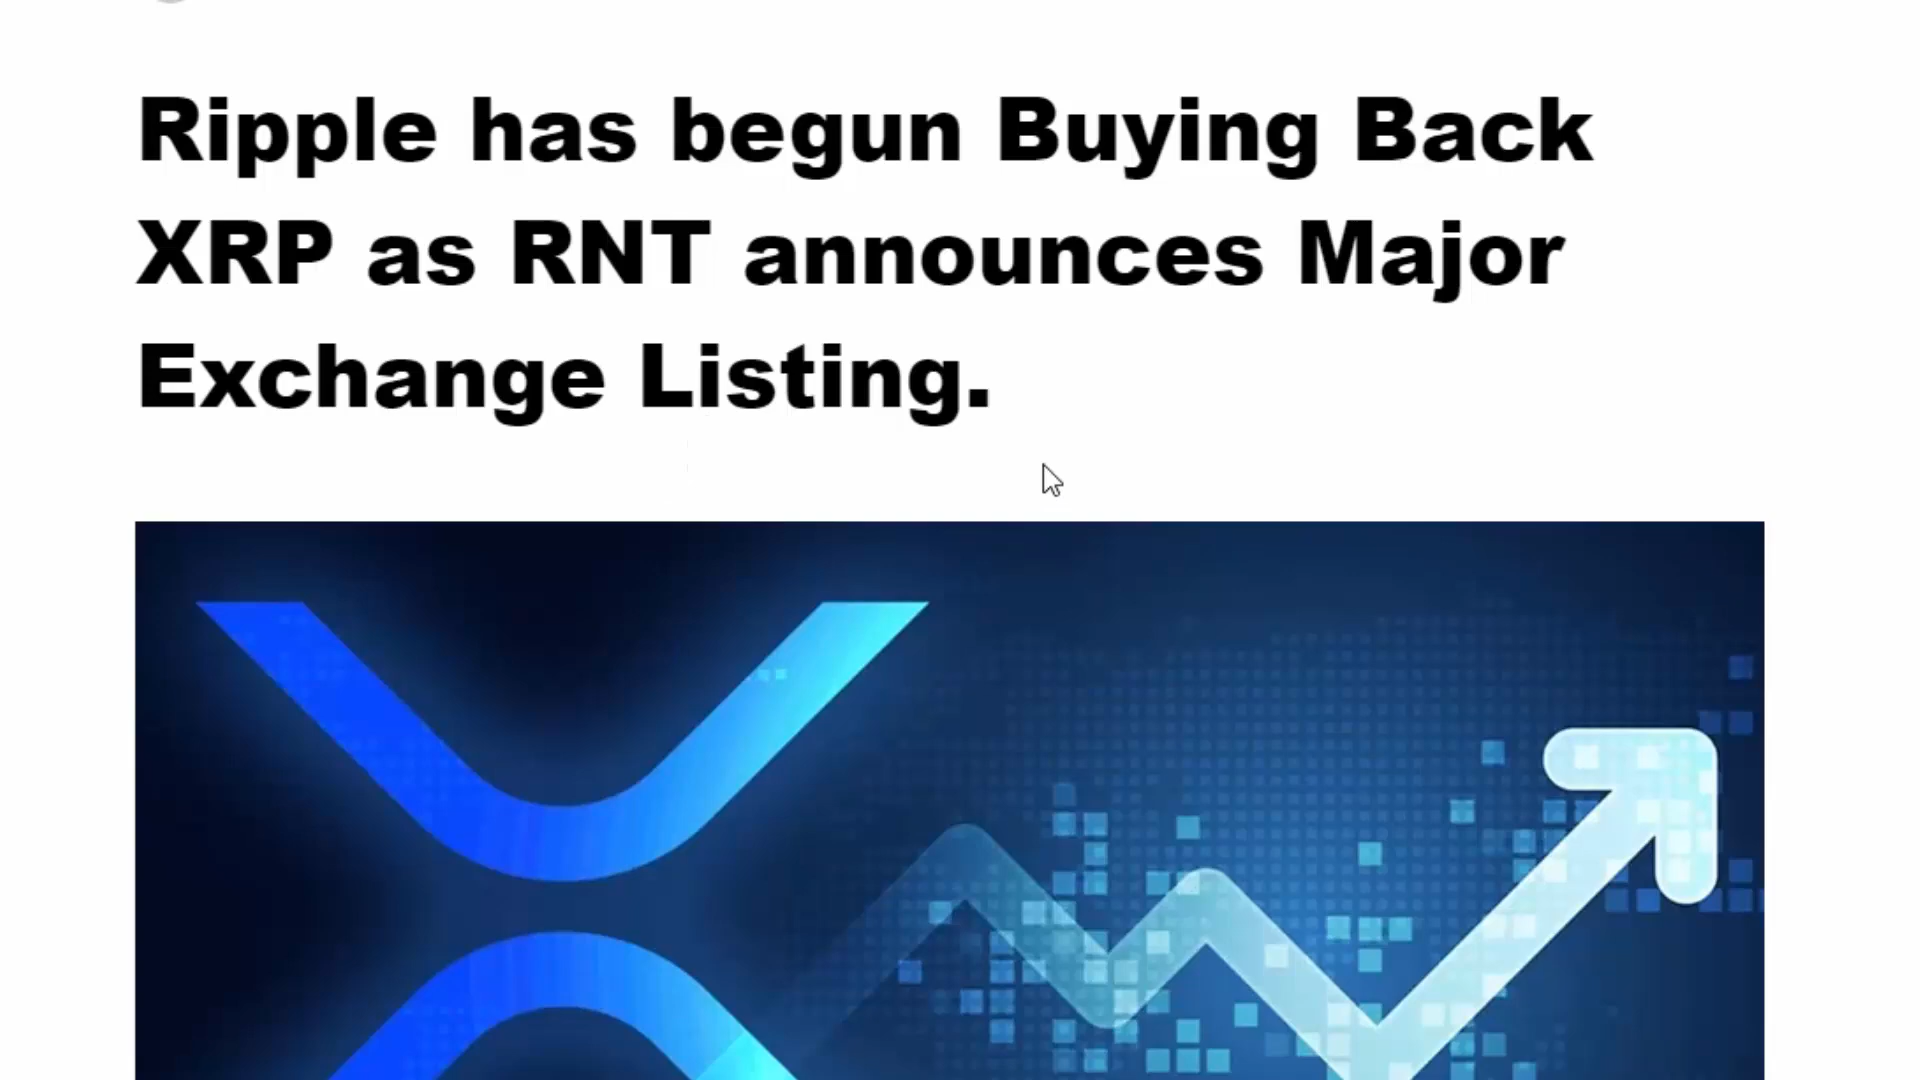 Ripple has begun Buying Back
XRP as RNT announces Major
Exchange Listing.